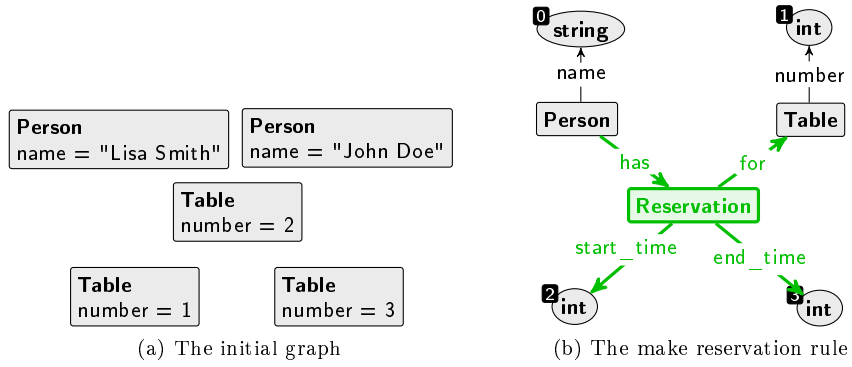 Person
name = "Lisa Smith"
Person
name = "John Doe"
Table
number = 2
Table
number = 1
Table
number = 3
(a) The initial graph
0
string
1
int
name
number
Person
Table
has
for
Reservation
start_time
end_time
2
int
3
int
(b) The make reservation rule